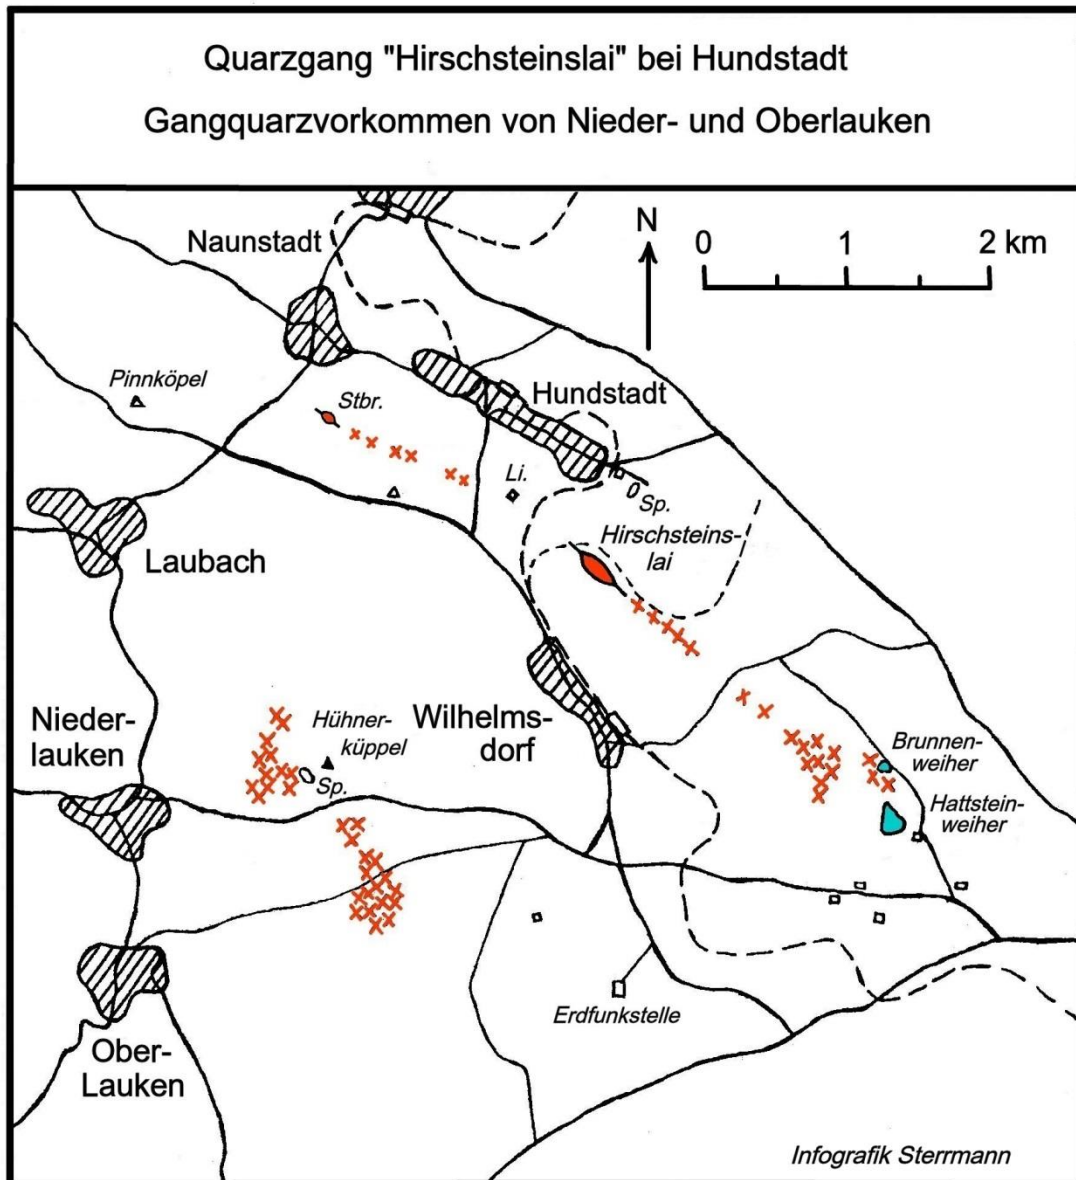 Quarzgang "Hirschsteinslai" bei Hundstadt
Gangquarzvorkommen von Nieder- und Oberlauken
N
0 1 2 km
Naunstadt
Pinnköpel
Stbr.
Hundstadt
Li.
Sp.
Hirschsteins-
lai
Laubach
Nieder-
lauken
Hühner-
küppel
Sp.
Wilhelms-
dorf
Brunnen-
weiher
Hattstein-
weiher
Erdfunkstelle
Ober-
Lauken
Infografik Sterrmann